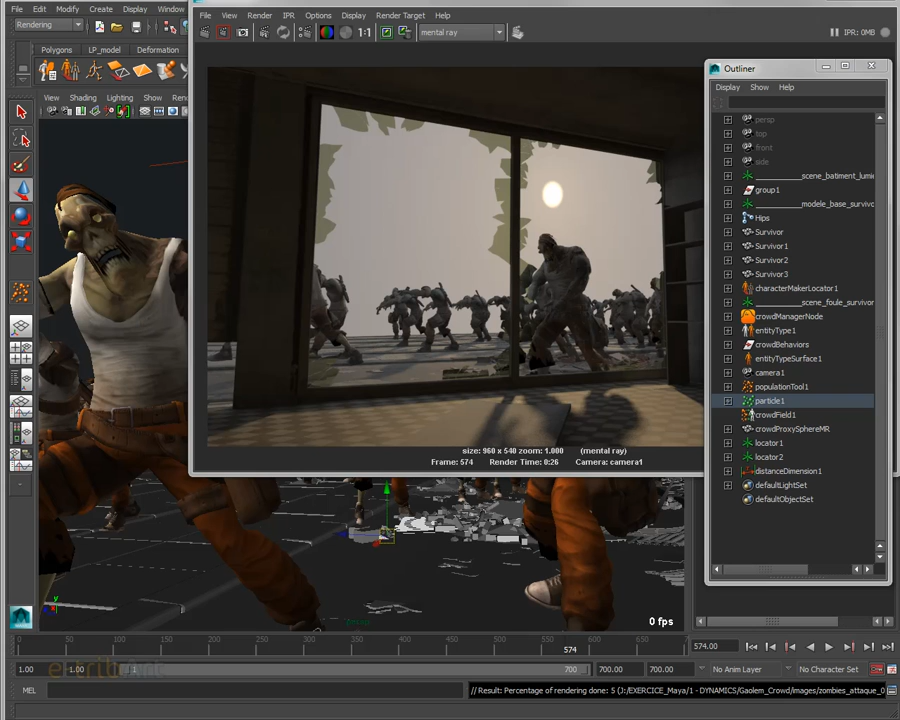 File Edit Modify Create Display Window
File View Render IPR Options Display Render Target Help
Rendering
1:1 mental ray IPR: 0MB
Polygons LP_model Deformation
View Shading Lighting Show
Outliner
Display Show Help
persp
top
front
side
scene_batiment_lumi
group1
modele_base_survivo
Hips
Survivor
Survivor1
Survivor2
Survivor3
characterMakerLocator1
scene_foule_survivor
crowdManagerNode
entityType1
crowdBehaviors
entityTypeSurface1
camera1
populationTool1
particle1
crowdField1
crowdProxySphereMR
locator1
locator2
distanceDimension1
defaultLightSet
defaultObjectSet
size: 960 x 540 zoom: 1.000 (mental ray)
Frame: 574 Render Time: 0:26 Camera: camera1
0 fps
0 50 100 150 200 250 300 350 400 450 500 600
574 574.00
1.00 1.00 1 700 700.00 700.00 No Anim Layer No Character Set
MEL // Result: Percentage of rendering done: 5 (J:/EXERCICE_Maya/1 - DYNAMICS/Gaolem_Crowd/images/zombies_attaque_0